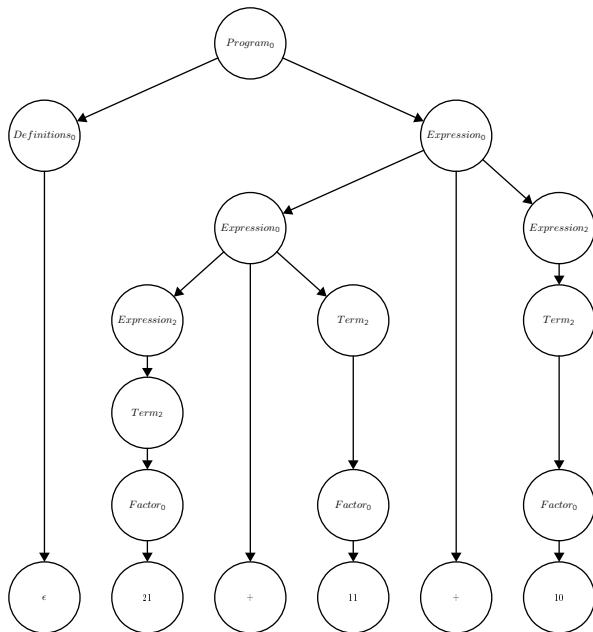 Program₀
Definitions₀ Expression₀
Expression₀ Expression₂
Expression₂ Term₂ Term₂
Term₂
Factor₀ Factor₀ Factor₀
ϵ 21 + 11 + 10